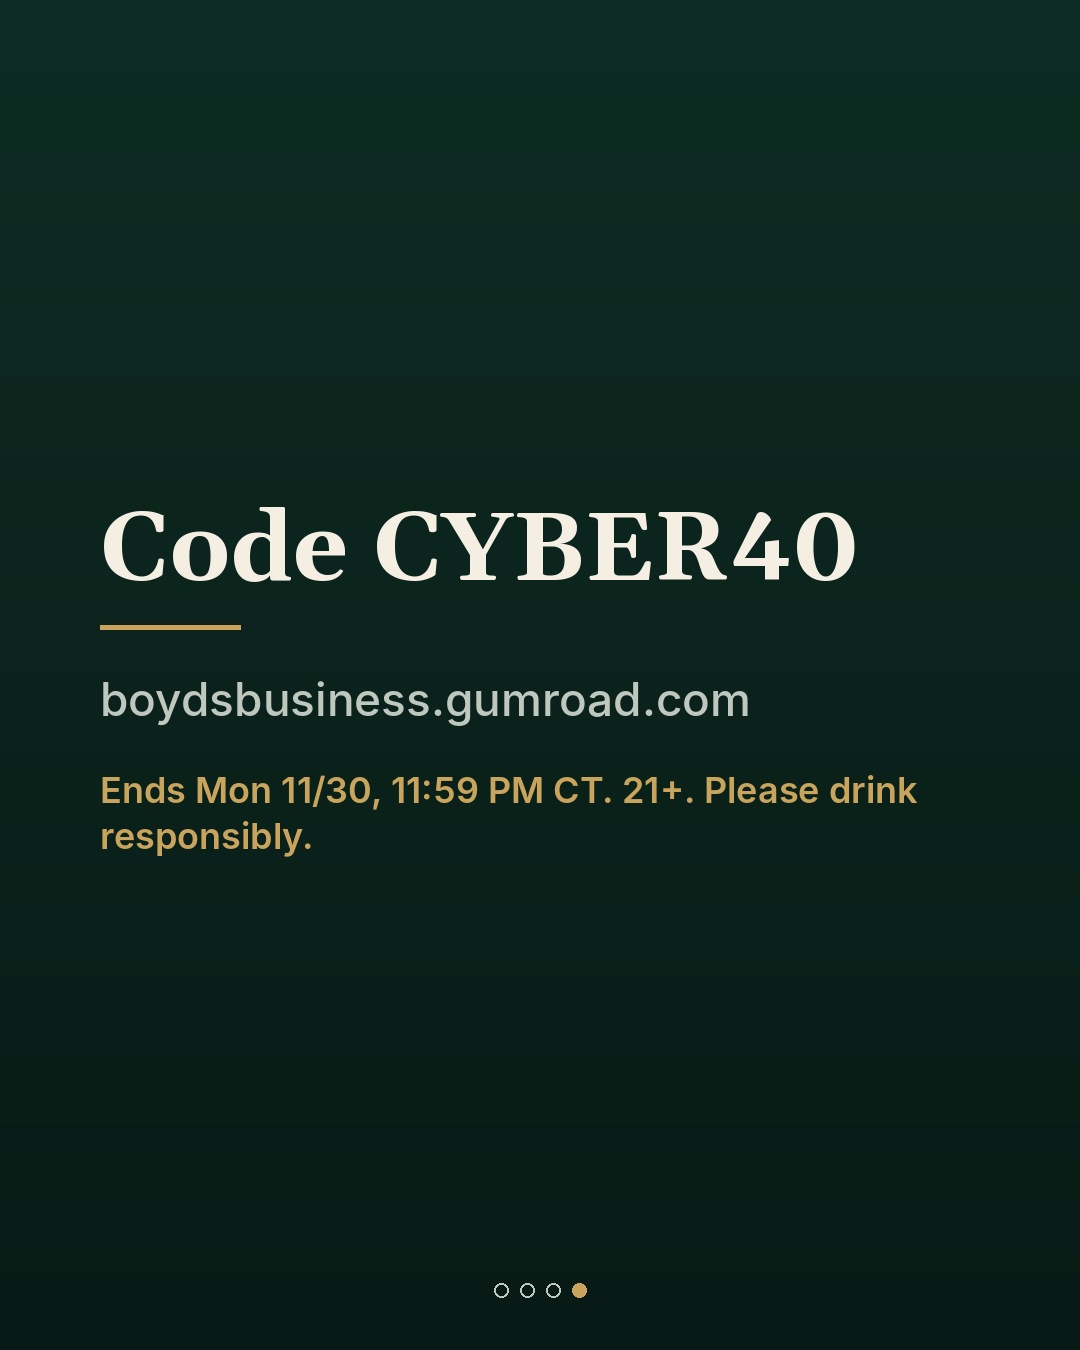 Code CYBER40
boydsbusiness.gumroad.com
Ends Mon 11/30, 11:59 PM CT. 21+. Please drink
responsibly.